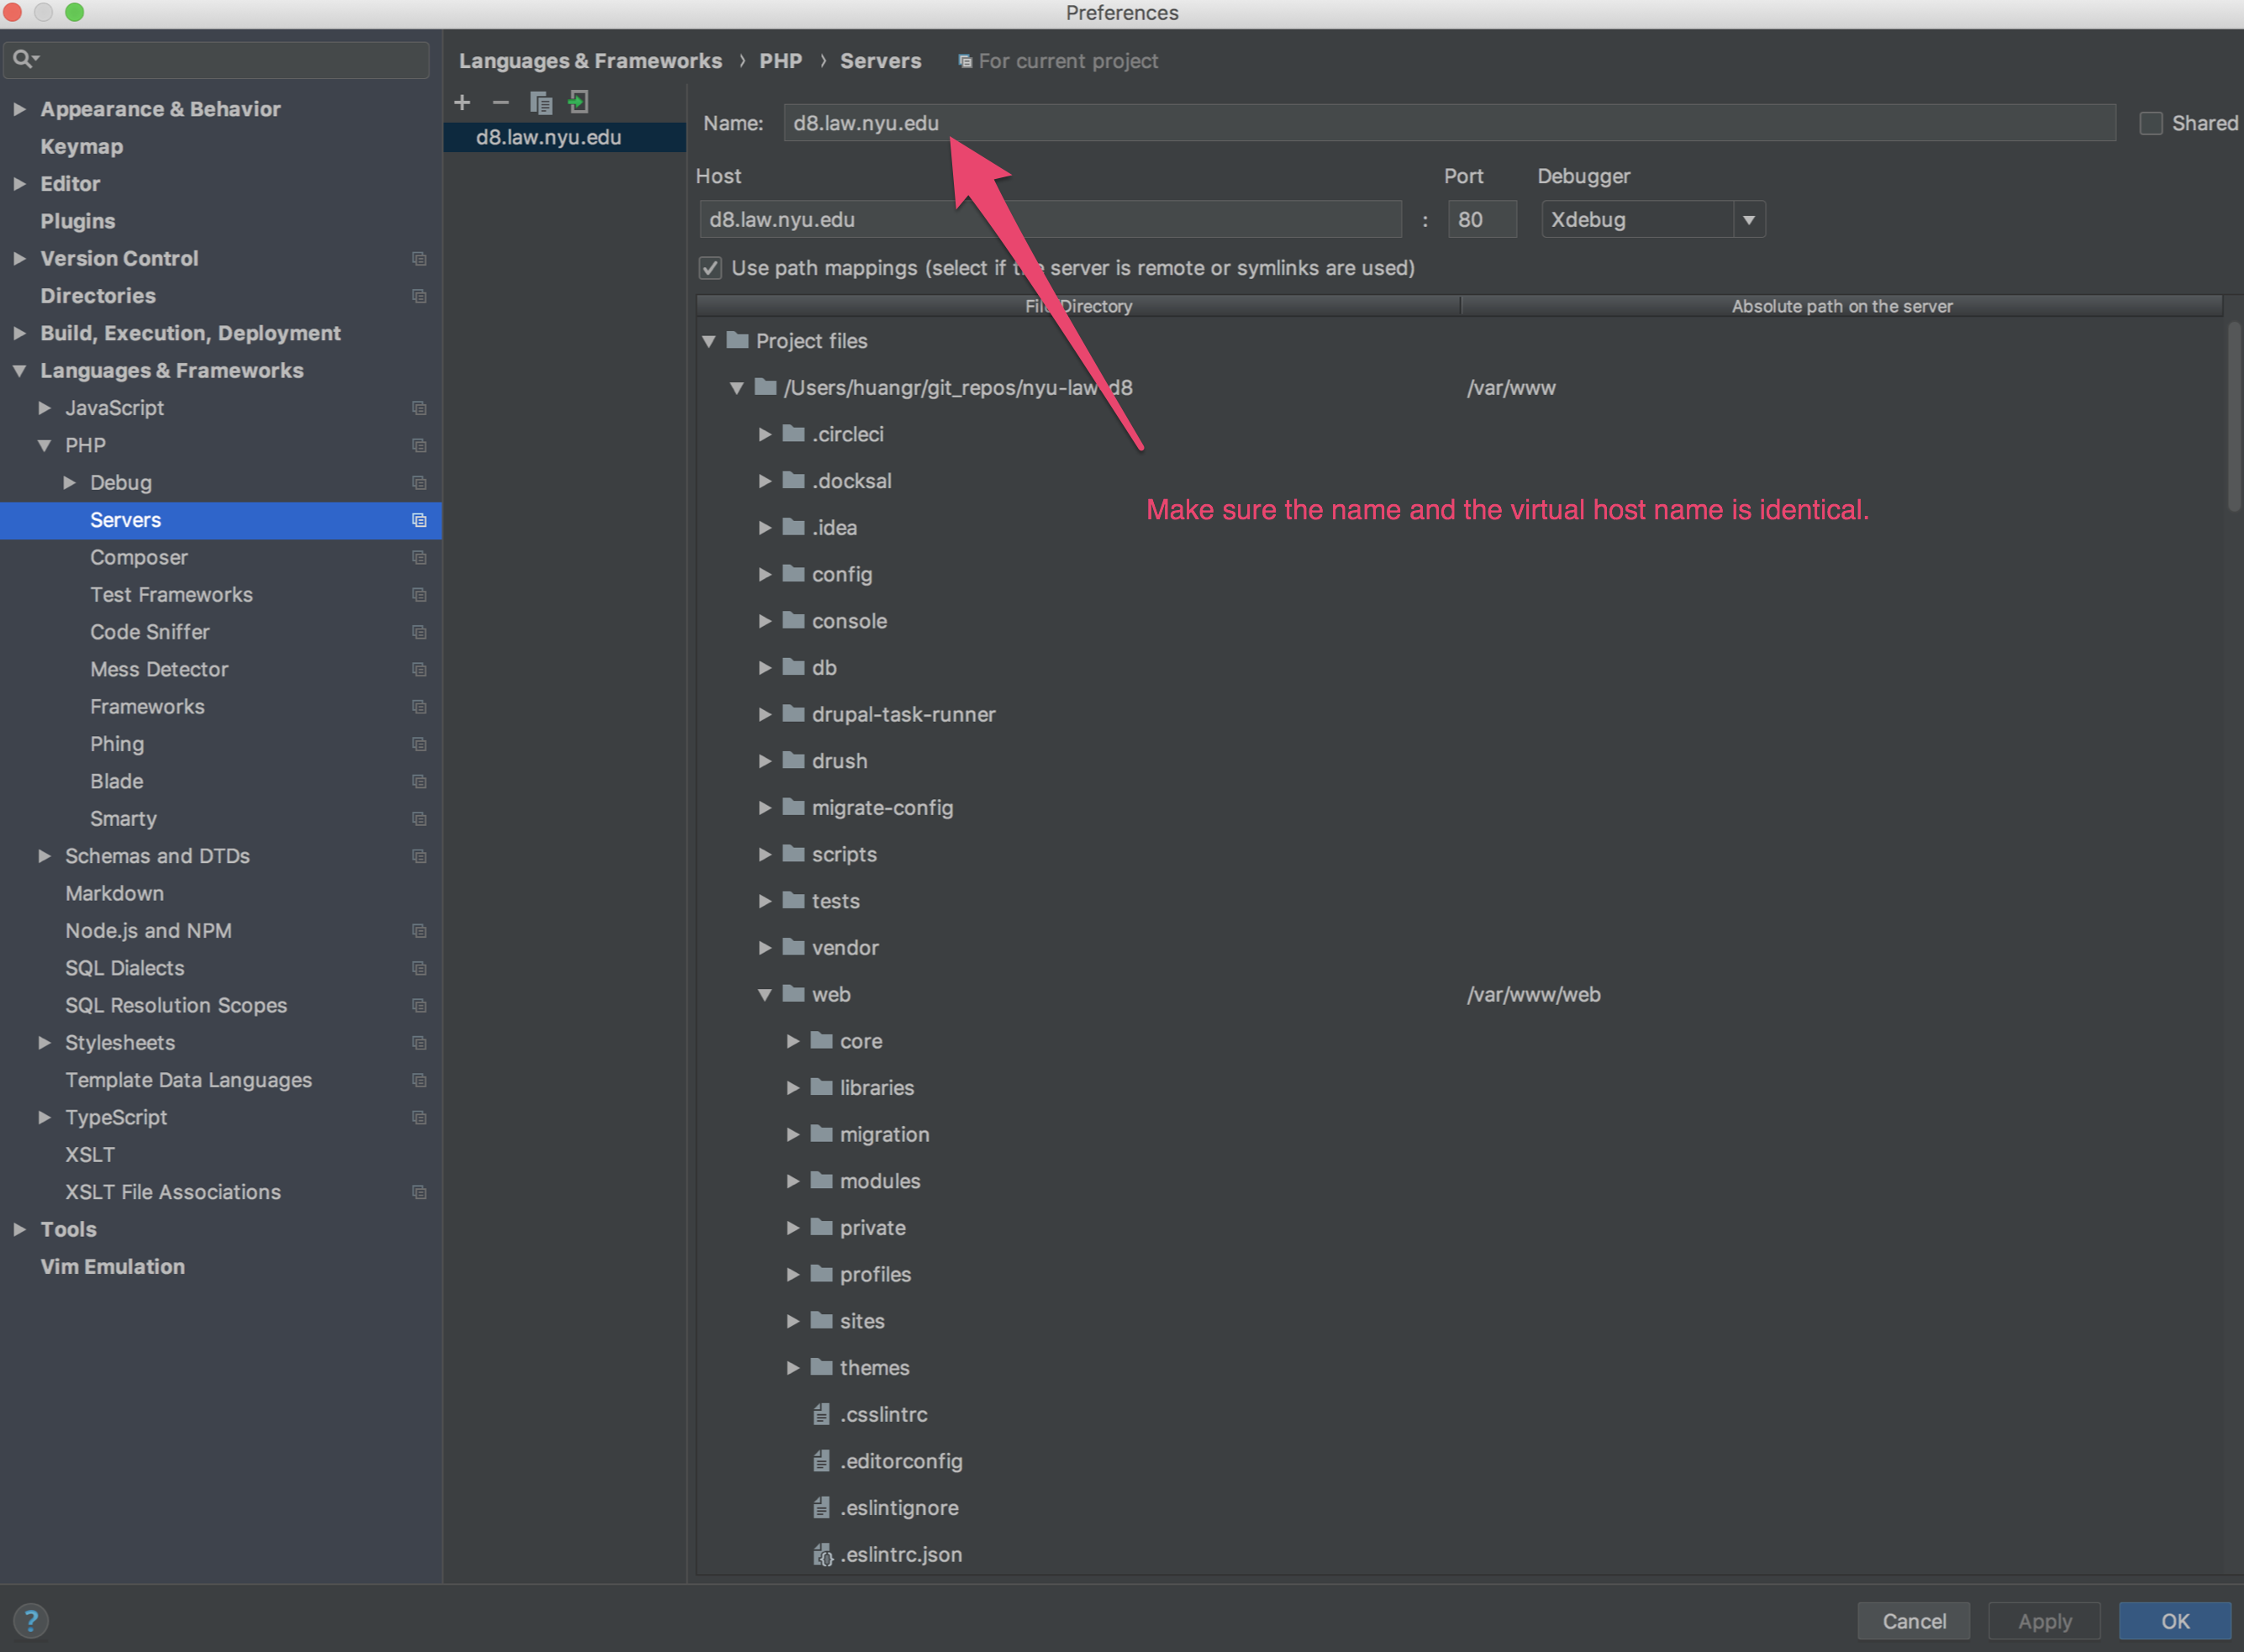 Preferences
Languages & Frameworks › PHP › Servers For current project
Appearance & Behavior
Keymap
Editor
Plugins
Version Control
Directories
Build, Execution, Deployment
Languages & Frameworks
JavaScript
PHP
Debug
Servers
Composer
Test Frameworks
Code Sniffer
Mess Detector
Frameworks
Phing
Blade
Smarty
Schemas and DTDs
Markdown
Node.js and NPM
SQL Dialects
SQL Resolution Scopes
Stylesheets
Template Data Languages
TypeScript
XSLT
XSLT File Associations
Tools
Vim Emulation
d8.law.nyu.edu
Name: d8.law.nyu.edu Shared
Host Port Debugger
d8.law.nyu.edu : 80 Xdebug
Use path mappings (select if the server is remote or symlinks are used)
File/Directory Absolute path on the server
Project files
/Users/huangr/git_repos/nyu-law-d8 /var/www
.circleci
.docksal
Make sure the name and the virtual host name is identical.
.idea
config
console
db
drupal-task-runner
drush
migrate-config
scripts
tests
vendor
web /var/www/web
core
libraries
migration
modules
private
profiles
sites
themes
.csslintrc
.editorconfig
.eslintignore
.eslintrc.json
? Cancel Apply OK